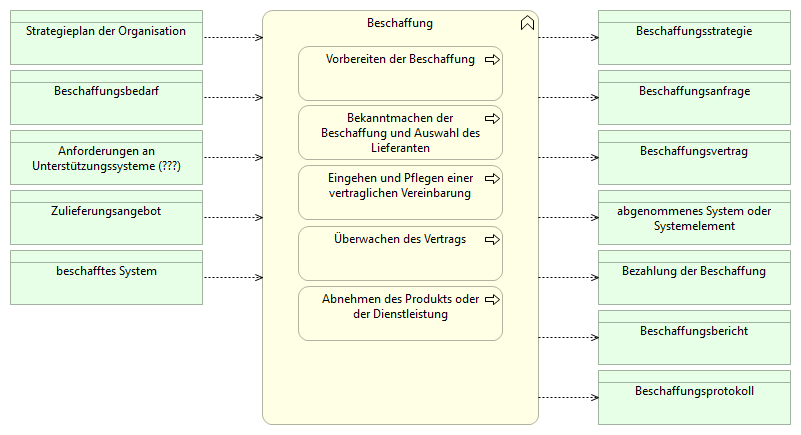 Strategieplan der Organisation
Beschaffungsbedarf
Anforderungen an
Unterstützungssysteme (???)
Zulieferungsangebot
beschafftes System
Beschaffung
Vorbereiten der Beschaffung
Bekanntmachen der
Beschaffung und Auswahl des
Lieferanten
Eingehen und Pflegen einer
vertraglichen Vereinbarung
Überwachen des Vertrags
Abnehmen des Produkts oder
der Dienstleistung
Beschaffungsstrategie
Beschaffungsanfrage
Beschaffungsvertrag
abgenommenes System oder
Systemelement
Bezahlung der Beschaffung
Beschaffungsbericht
Beschaffungsprotokoll